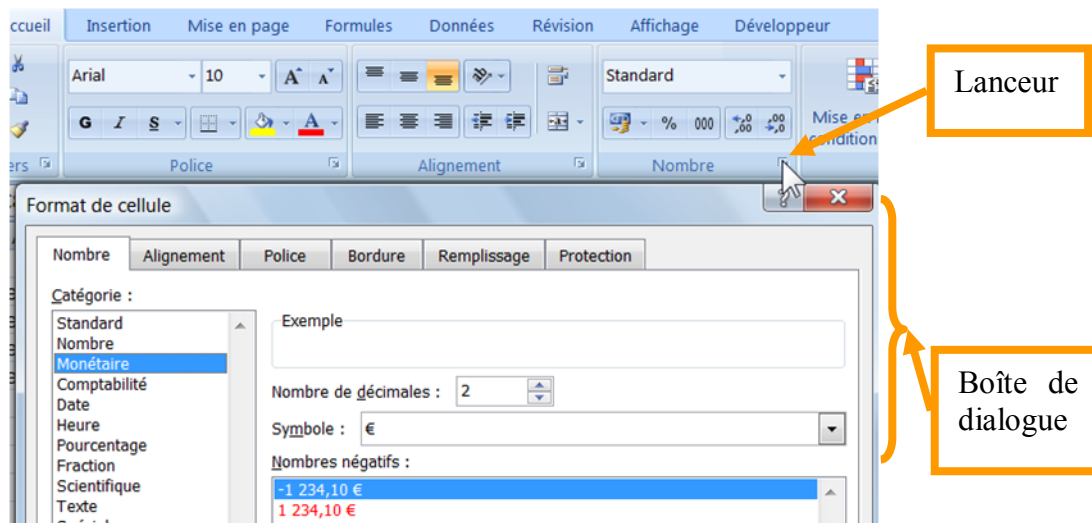 ccueil Insertion Mise en page Formules Données Révision Affichage Développeur
Arial 10 A A Standard
G I S A % 000 ,00 ,0 Mise en
condition
ers Police Alignement Nombre
Lanceur
Format de cellule
Nombre Alignement Police Bordure Remplissage Protection
Catégorie :
Standard
Nombre
Monétaire
Comptabilité
Date
Heure
Pourcentage
Fraction
Scientifique
Texte
Exemple
Nombre de décimales : 2
Symbole : €
Nombres négatifs :
-1 234,10 €
1 234,10 €
Boîte de
dialogue